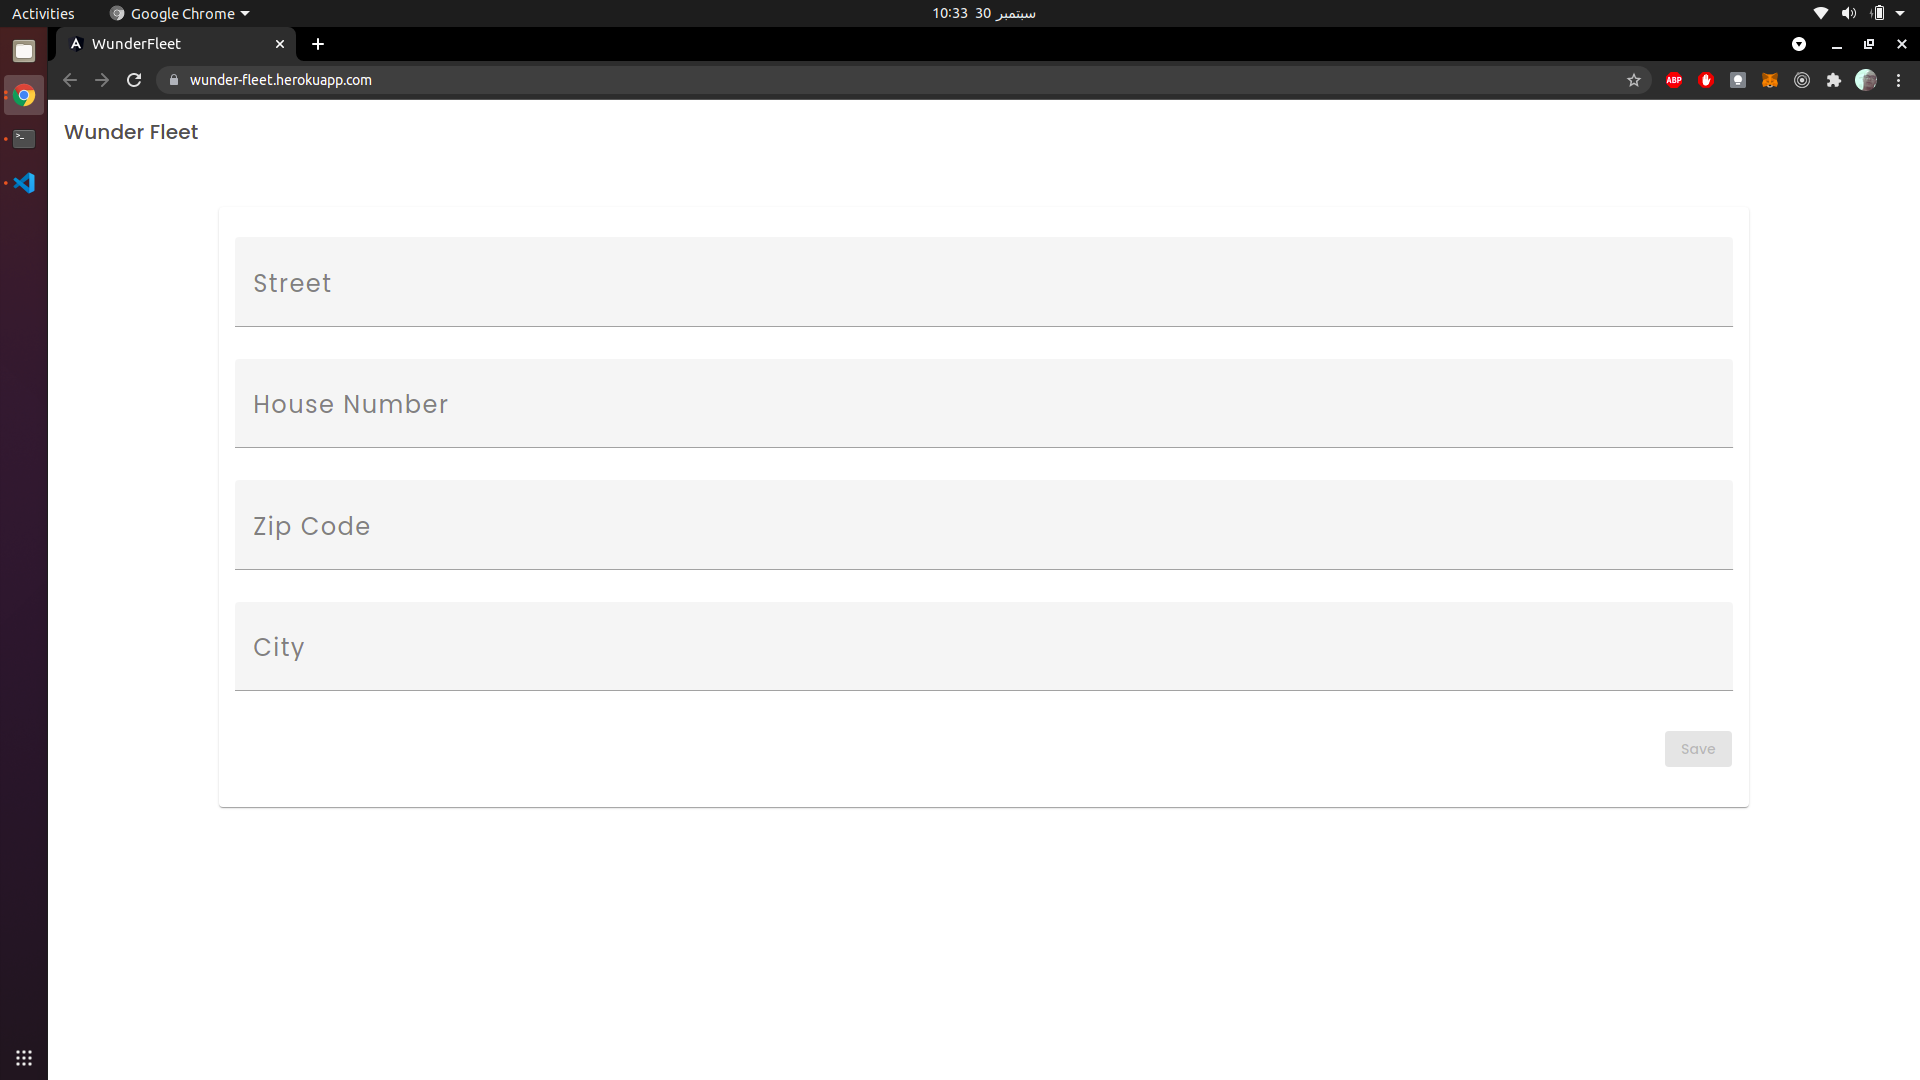 Activities
Google Chrome
10:33 30 سبتمبر
WunderFleet
wunder-fleet.herokuapp.com
ABP
Wunder Fleet
Street
House Number
Zip Code
City
Save